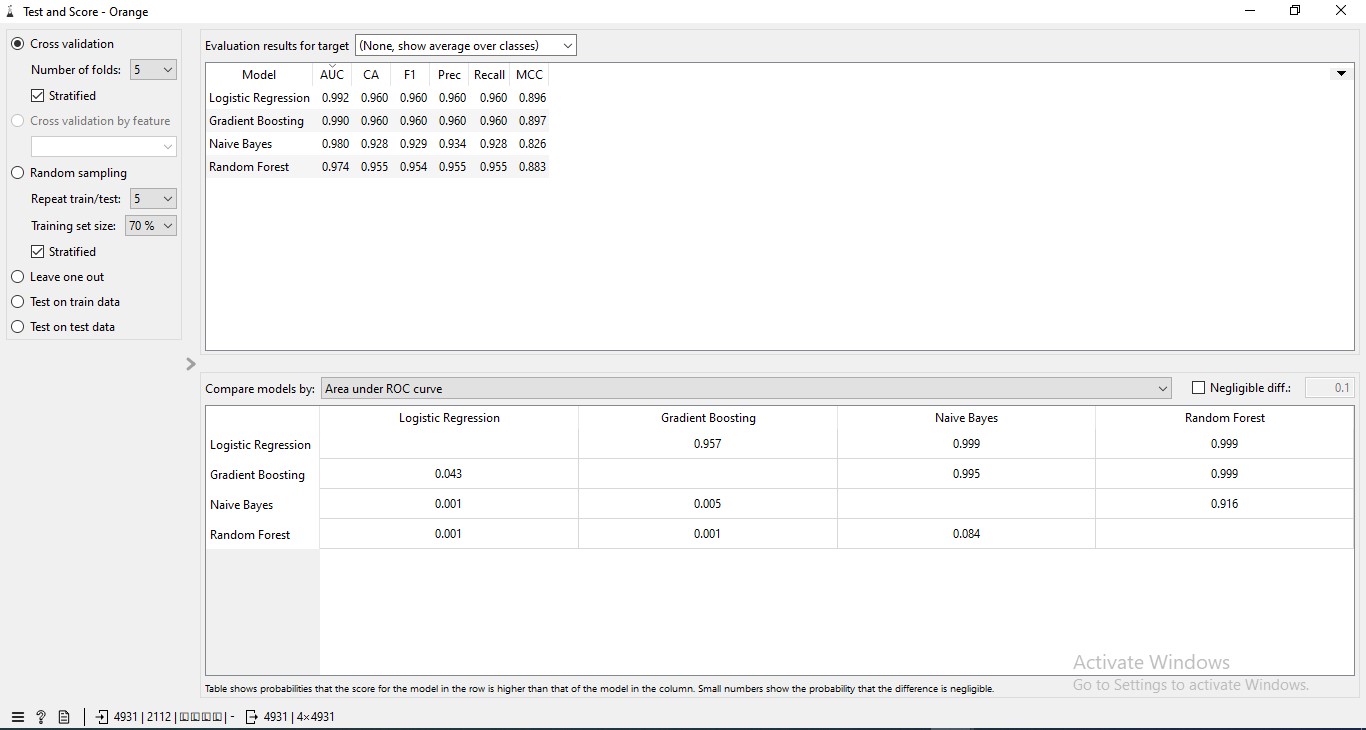 Test and Score - Orange
Cross validation
Number of folds: 5
Stratified
Cross validation by feature
Random sampling
Repeat train/test: 5
Training set size: 70 %
Stratified
Leave one out
Test on train data
Test on test data
Evaluation results for target (None, show average over classes)
Model AUC CA F1 Prec Recall MCC
Logistic Regression 0.992 0.960 0.960 0.960 0.960 0.896
Gradient Boosting 0.990 0.960 0.960 0.960 0.960 0.897
Naive Bayes 0.980 0.928 0.929 0.934 0.928 0.826
Random Forest 0.974 0.955 0.954 0.955 0.955 0.883
Compare models by: Area under ROC curve Negligible diff.: 0.1
Logistic Regression Gradient Boosting Naive Bayes Random Forest
Logistic Regression 0.957 0.999 0.999
Gradient Boosting 0.043 0.995 0.999
Naive Bayes 0.001 0.005 0.916
Random Forest 0.001 0.001 0.084
Table shows probabilities that the score for the model in the row is higher than that of the model in the column. Small numbers show the probability that the difference is negligible.
Activate Windows
Go to Settings to activate Windows.
4931 | 2112 | | - 4931 | 4×4931